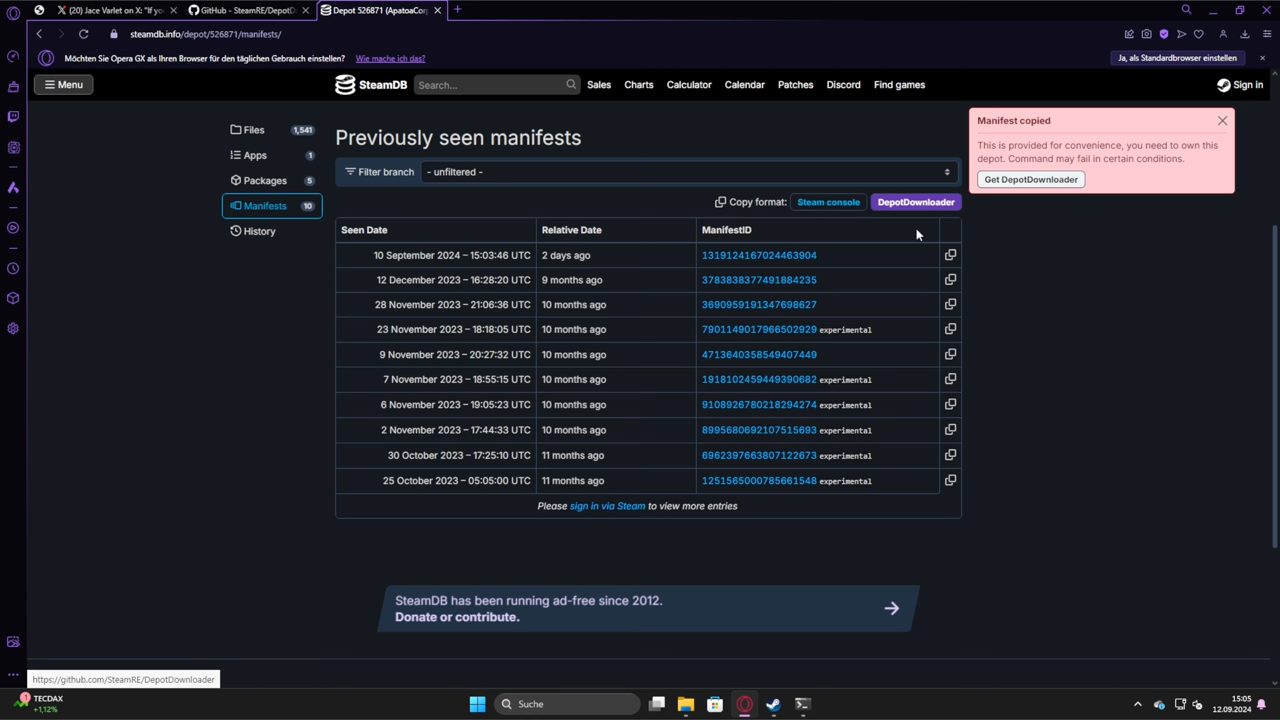 (20) Jace Varlet on X: "If you
GitHub - SteamRE/DepotD
Depot 526871 (ApatoaCorp
steamdb.info/depot/526871/manifests/
Möchten Sie Opera GX als Ihren Browser für den täglichen Gebrauch einstellen? Wie mache ich das?
Ja, als Standardbrowser einstellen
Menu
SteamDB
Search...
Sales
Charts
Calculator
Calendar
Patches
Discord
Find games
Sign in
Files 1,541
Apps 1
Packages 5
Manifests 10
History
Previously seen manifests
Filter branch - unfiltered -
Manifest copied
This is provided for convenience, you need to own this
depot. Command may fail in certain conditions.
Get DepotDownloader
Copy format: Steam console DepotDownloader
Seen Date Relative Date ManifestID
10 September 2024 – 15:03:46 UTC 2 days ago 1319124167024463904
12 December 2023 – 16:28:20 UTC 9 months ago 3783838377491884235
28 November 2023 – 21:06:36 UTC 10 months ago 3690959191347698627
23 November 2023 – 18:18:05 UTC 10 months ago 7901149017966502929 experimental
9 November 2023 – 20:27:32 UTC 10 months ago 4713640358549407449
7 November 2023 – 18:55:15 UTC 10 months ago 1918102459449390682 experimental
6 November 2023 – 19:05:23 UTC 10 months ago 9108926780218294274 experimental
2 November 2023 – 17:44:33 UTC 10 months ago 8995680692107515693 experimental
30 October 2023 – 17:25:10 UTC 11 months ago 6962397663807122673 experimental
25 October 2023 – 05:05:00 UTC 11 months ago 1251565000785661548 experimental
Please sign in via Steam to view more entries
SteamDB has been running ad-free since 2012.
Donate or contribute.
https://github.com/SteamRE/DepotDownloader
1
TECDAX
+1,12%
Suche
15:05
12.09.2024